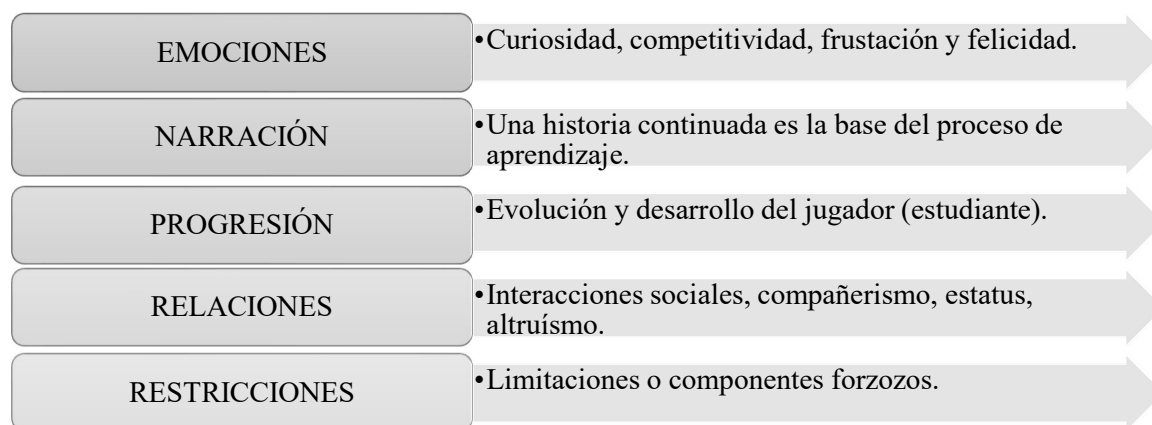 EMOCIONES
•Curiosidad, competitividad, frustación y felicidad.
NARRACIÓN
•Una historia continuada es la base del proceso de
aprendizaje.
PROGRESIÓN
•Evolución y desarrollo del jugador (estudiante).
RELACIONES
•Interacciones sociales, compañerismo, estatus,
altruísmo.
RESTRICCIONES
•Limitaciones o componentes forzozos.